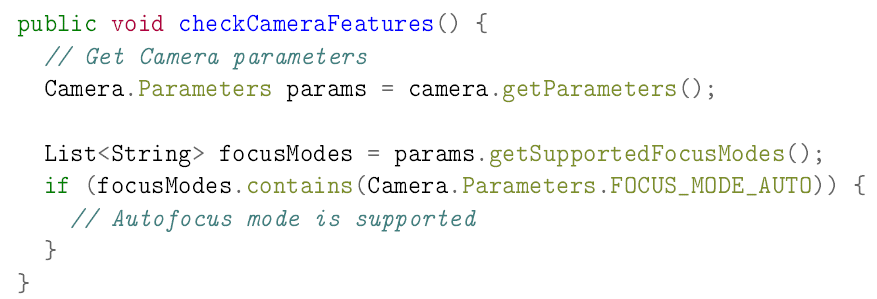 public void checkCameraFeatures() {
  // Get Camera parameters
  Camera.Parameters params = camera.getParameters();

  List<String> focusModes = params.getSupportedFocusModes();
  if (focusModes.contains(Camera.Parameters.FOCUS_MODE_AUTO)) {
    // Autofocus mode is supported
  }
}